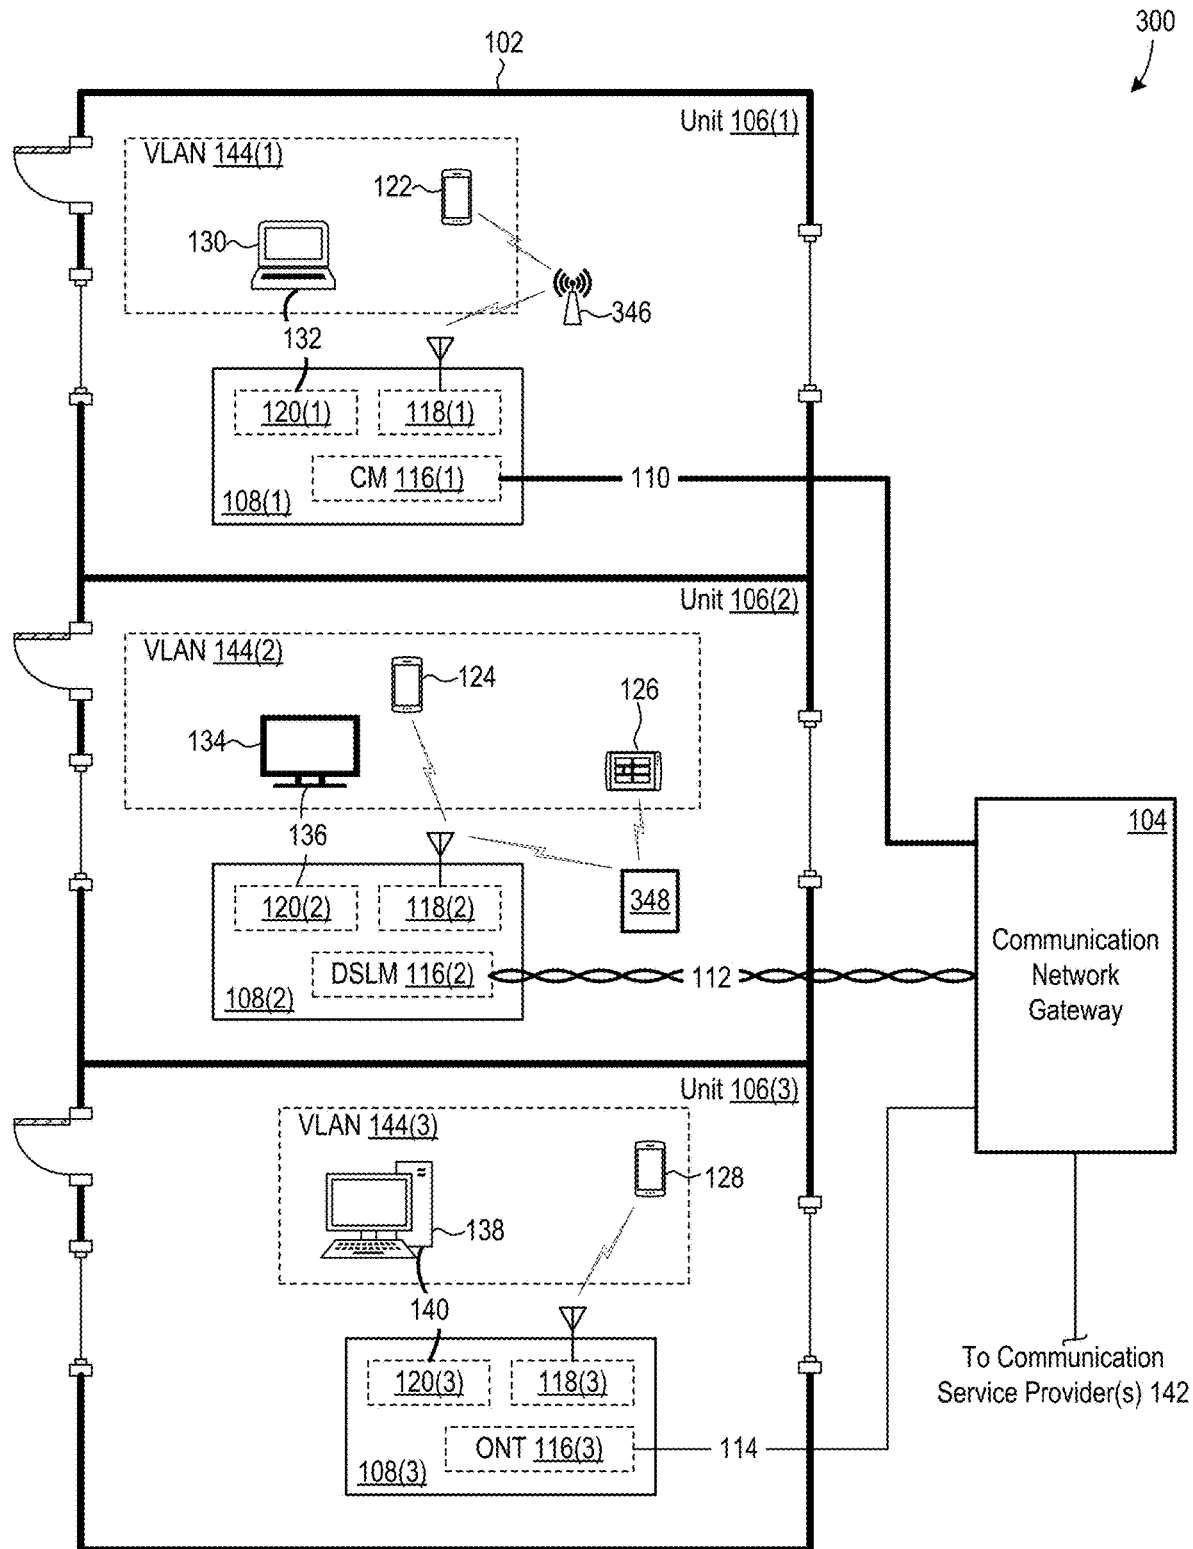 300
102
Unit 106(1)
VLAN 144(1)
122
130
346
132
120(1)
118(1)
CM 116(1)
110
108(1)
Unit 106(2)
VLAN 144(2)
124
126
134
136
104
120(2)
118(2)
348
Communication
Network
Gateway
DSLM 116(2)
112
108(2)
Unit 106(3)
VLAN 144(3)
128
138
140
To Communication
Service Provider(s) 142
120(3)
118(3)
ONT 116(3)
114
108(3)